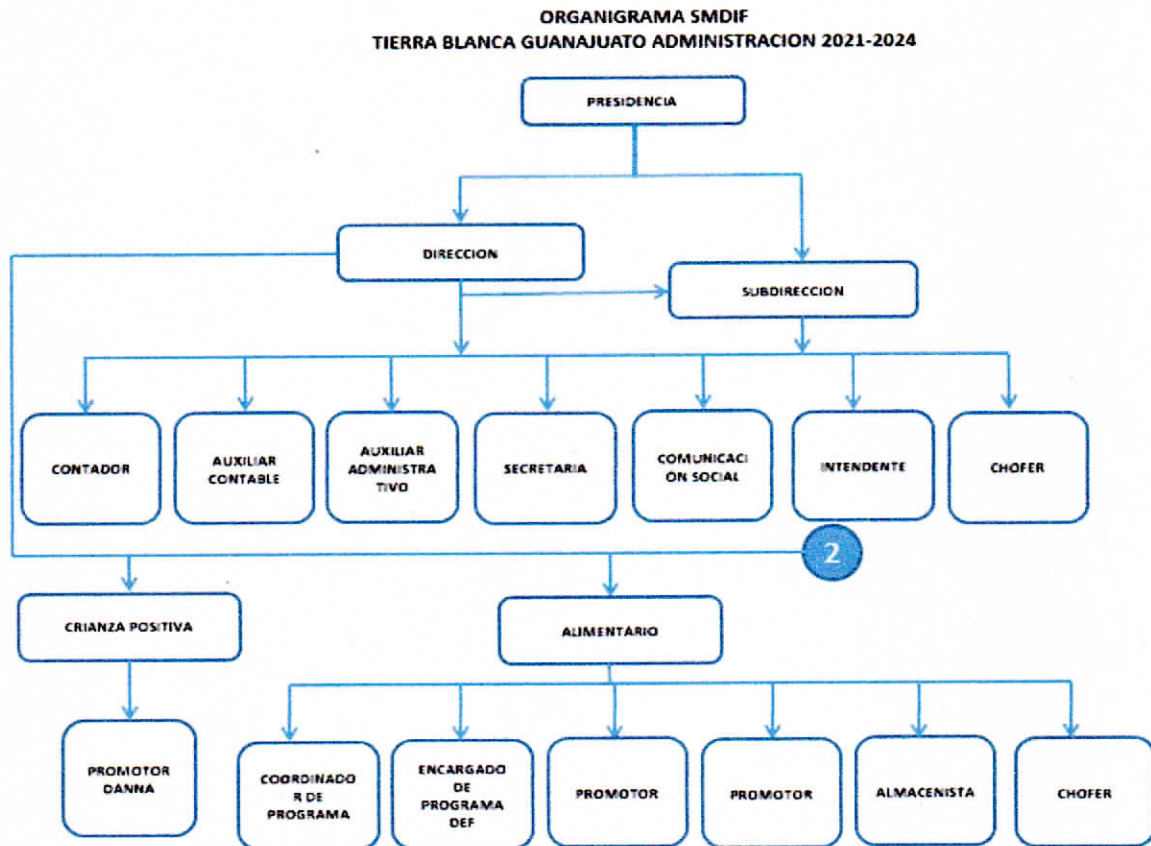 ORGANIGRAMA SMDIF
TIERRA BLANCA GUANAJUATO ADMINISTRACION 2021-2024
PRESIDENCIA
DIRECCION
SUBDIRECCION
CONTADOR
AUXILIAR
CONTABLE
AUXILIAR
ADMINISTRA
TIVO
SECRETARIA
COMUNICACI
ÓN SOCIAL
INTENDENTE
CHOFER
2
CRIANZA POSITIVA
ALIMENTARIO
PROMOTOR
DANNA
COORDINADO
R DE
PROGRAMA
ENCARGADO
DE
PROGRAMA
DEF
PROMOTOR
PROMOTOR
ALMACENISTA
CHOFER